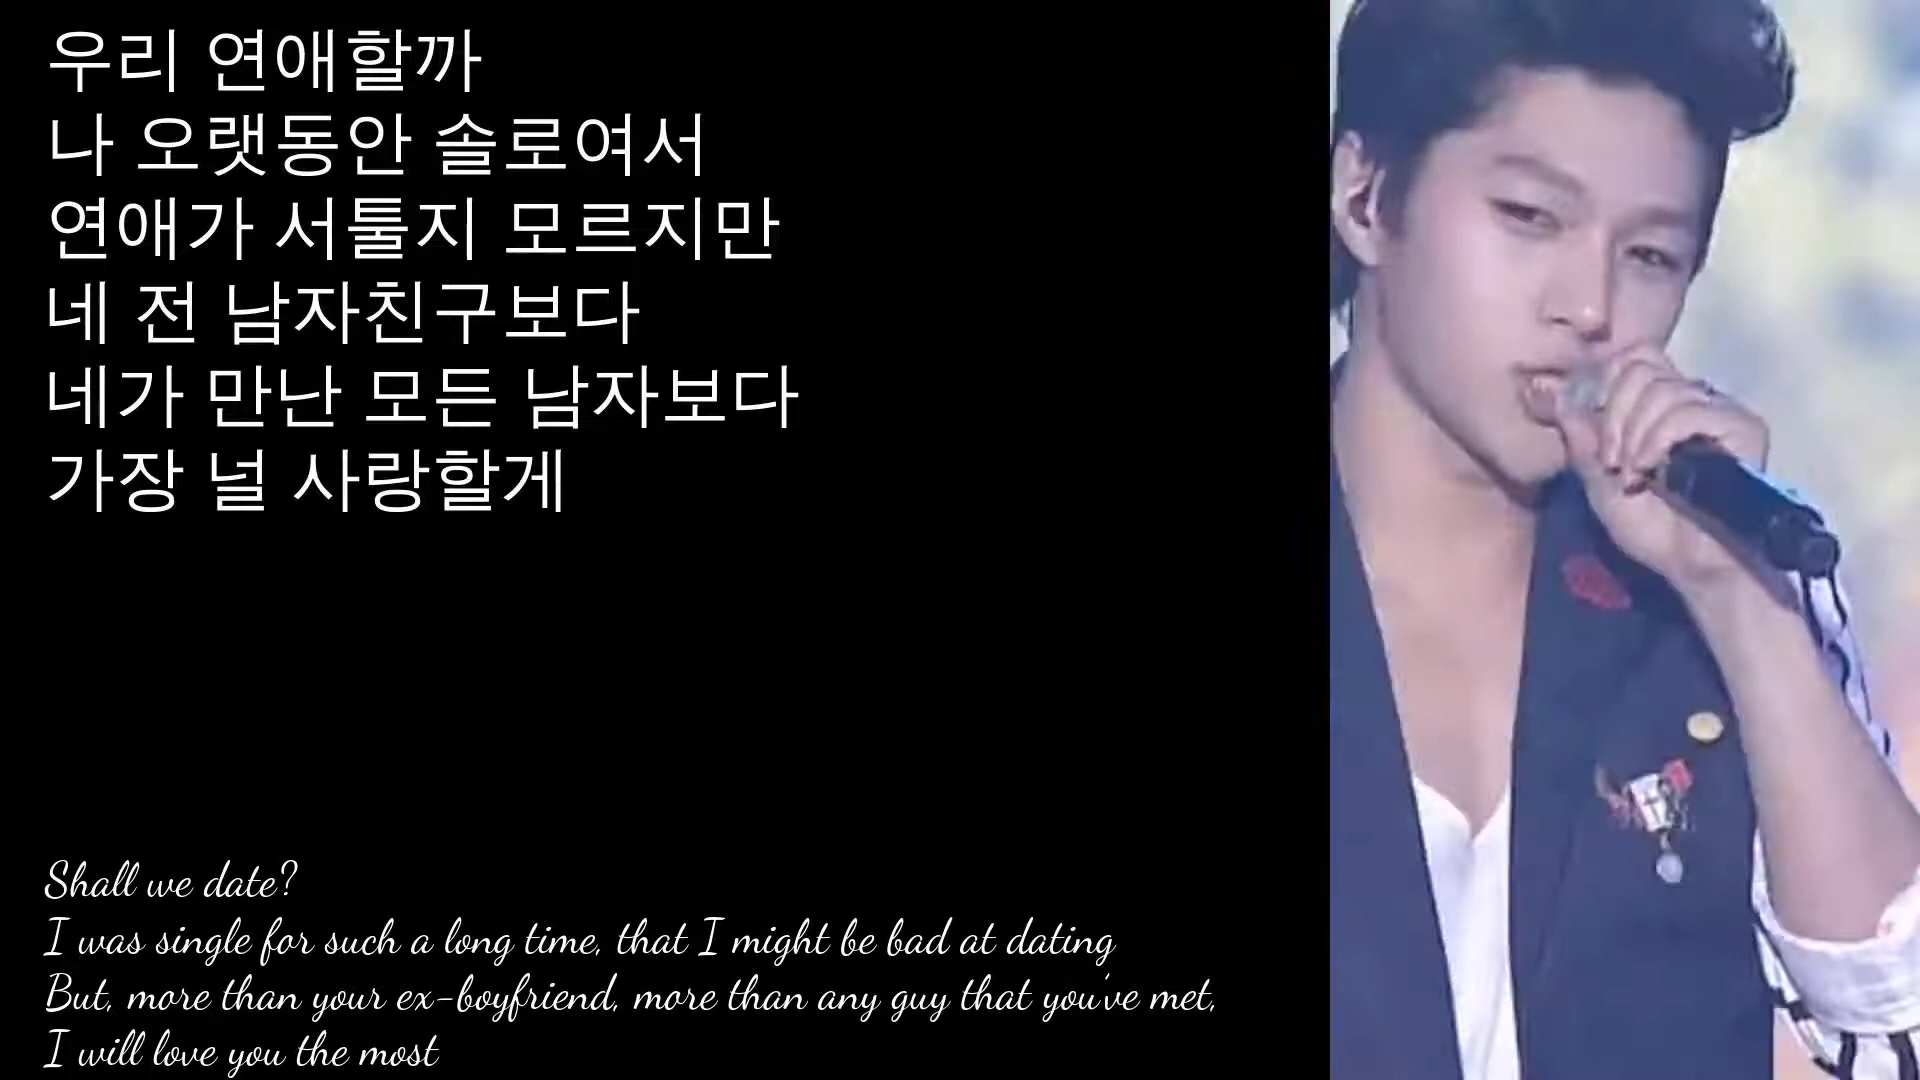 우리 연애할까
나 오랫동안 솔로여서
연애가 서툴지 모르지만
네 전 남자친구보다
네가 만난 모든 남자보다
가장 널 사랑할게
Shall we date?
I was single for such a long time, that I might be bad at dating
But, more than your ex-boyfriend, more than any guy that you've met,
I will love you the most